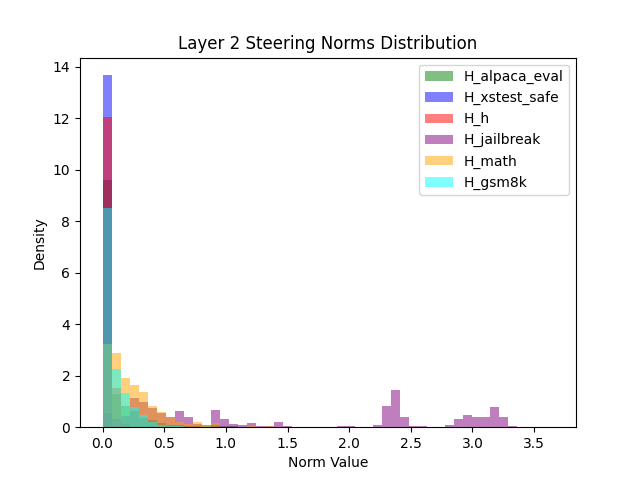 Layer 2 Steering Norms Distribution
14
12
10
8
6
4
2
0
Density
H_alpaca_eval
H_xstest_safe
H_h
H_jailbreak
H_math
H_gsm8k
0.0 0.5 1.0 1.5 2.0 2.5 3.0 3.5
Norm Value